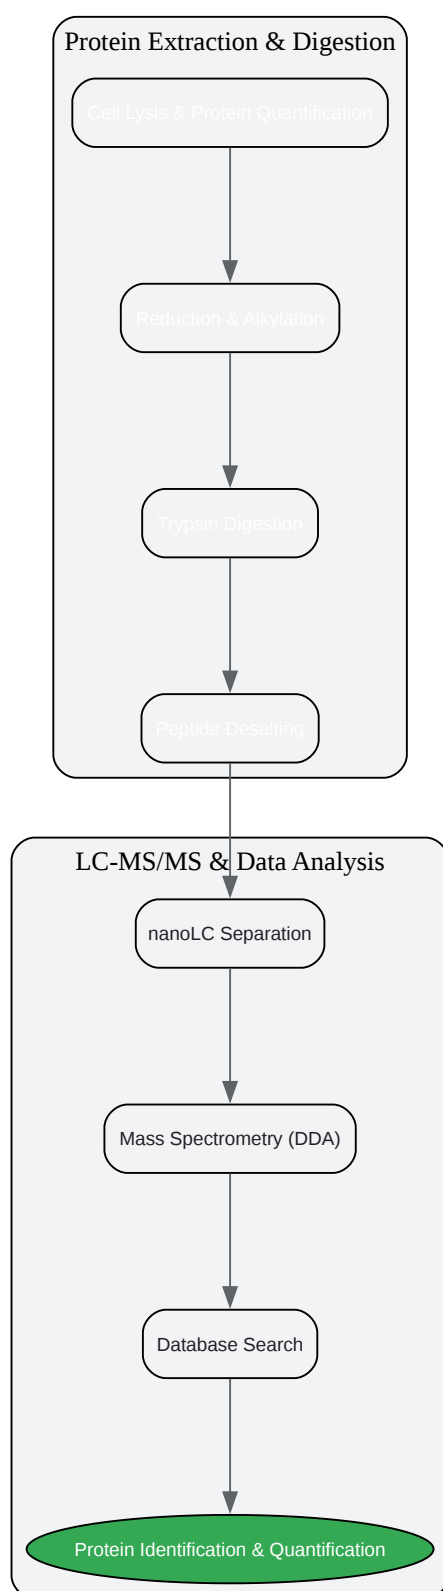 Protein Extraction & Digestion
Cell Lysis & Protein Quantification
Reduction & Alkylation
Trypsin Digestion
Peptide Desalting
LC-MS/MS & Data Analysis
nanoLC Separation
Mass Spectrometry (DDA)
Database Search
Protein Identification & Quantification